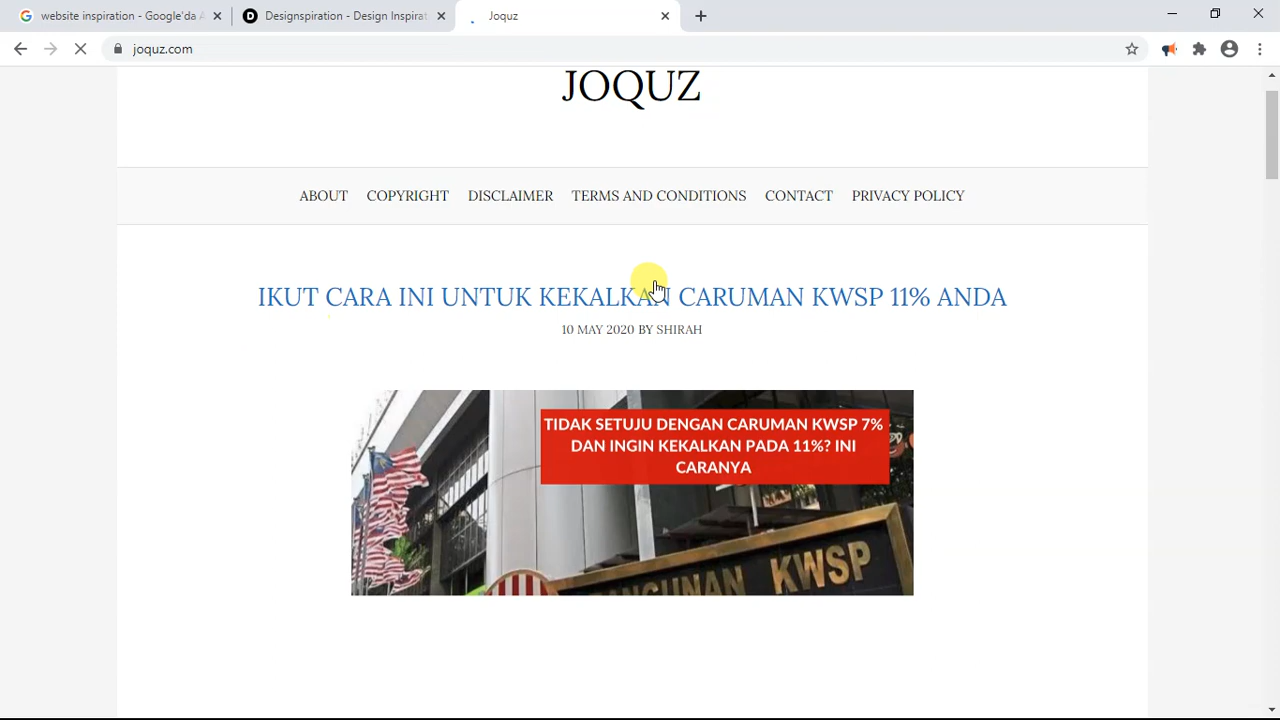 website inspiration - Google'da A
Designspiration - Design Inspirat
Joquz
joquz.com
JOQUZ
ABOUT COPYRIGHT DISCLAIMER TERMS AND CONDITIONS CONTACT PRIVACY POLICY
IKUT CARA INI UNTUK KEKALKAN CARUMAN KWSP 11% ANDA
10 MAY 2020 BY SHIRAH
TIDAK SETUJU DENGAN CARUMAN KWSP 7%
DAN INGIN KEKALKAN PADA 11%? INI
CARANYA
KWSP